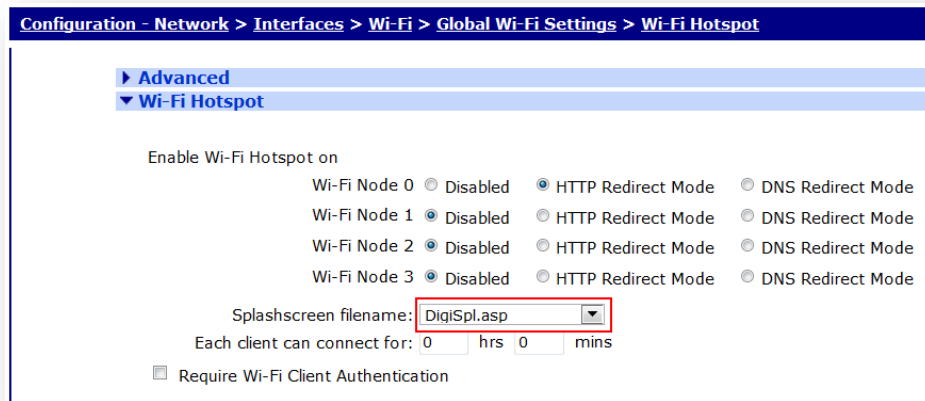 Configuration - Network > Interfaces > Wi-Fi > Global Wi-Fi Settings > Wi-Fi Hotspot
Advanced
Wi-Fi Hotspot
Enable Wi-Fi Hotspot on
Wi-Fi Node 0 Disabled HTTP Redirect Mode DNS Redirect Mode
Wi-Fi Node 1 Disabled HTTP Redirect Mode DNS Redirect Mode
Wi-Fi Node 2 Disabled HTTP Redirect Mode DNS Redirect Mode
Wi-Fi Node 3 Disabled HTTP Redirect Mode DNS Redirect Mode
Splashscreen filename: DigiSpl.asp
Each client can connect for: 0 hrs 0 mins
Require Wi-Fi Client Authentication